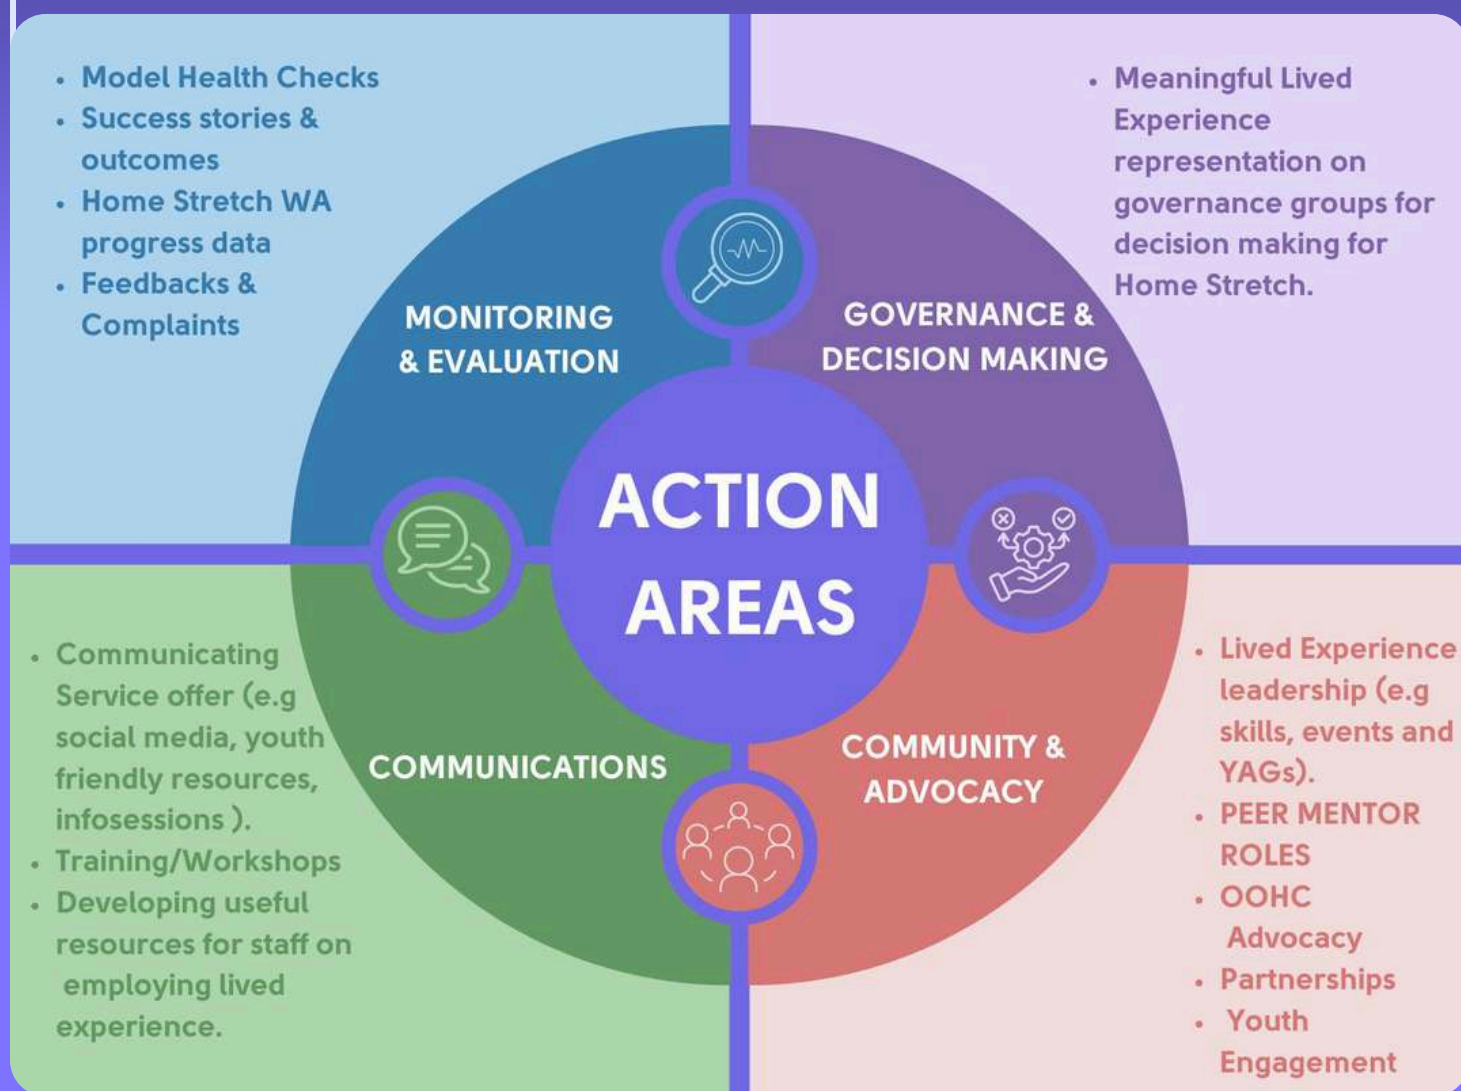 • Model Health Checks
• Success stories &
outcomes
• Home Stretch WA
progress data
• Feedbacks &
Complaints
• Meaningful Lived
Experience
representation on
governance groups for
decision making for
Home Stretch.
MONITORING
& EVALUATION
GOVERNANCE &
DECISION MAKING
ACTION
AREAS
COMMUNICATIONS
COMMUNITY &
ADVOCACY
• Communicating
Service offer (e.g
social media, youth
friendly resources,
infosessions ).
• Training/Workshops
• Developing useful
resources for staff on
employing lived
experience.
• Lived Experience
leadership (e.g
skills, events and
YAGs).
• PEER MENTOR
ROLES
• OOHC
Advocacy
• Partnerships
• Youth
Engagement